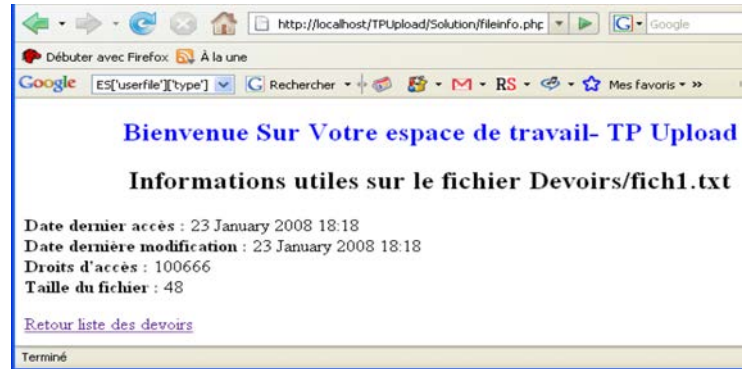 http://localhost/TPUpload/Solution/fileinfo.php
Google
Débuter avec Firefox À la une
Google ES['userfile']['type'] Rechercher RS Mes favoris »
Bienvenue Sur Votre espace de travail- TP Upload
Informations utiles sur le fichier Devoirs/fich1.txt
Date dernier accès : 23 January 2008 18:18
Date dernière modification : 23 January 2008 18:18
Droits d'accès : 100666
Taille du fichier : 48
Retour liste des devoirs
Terminé